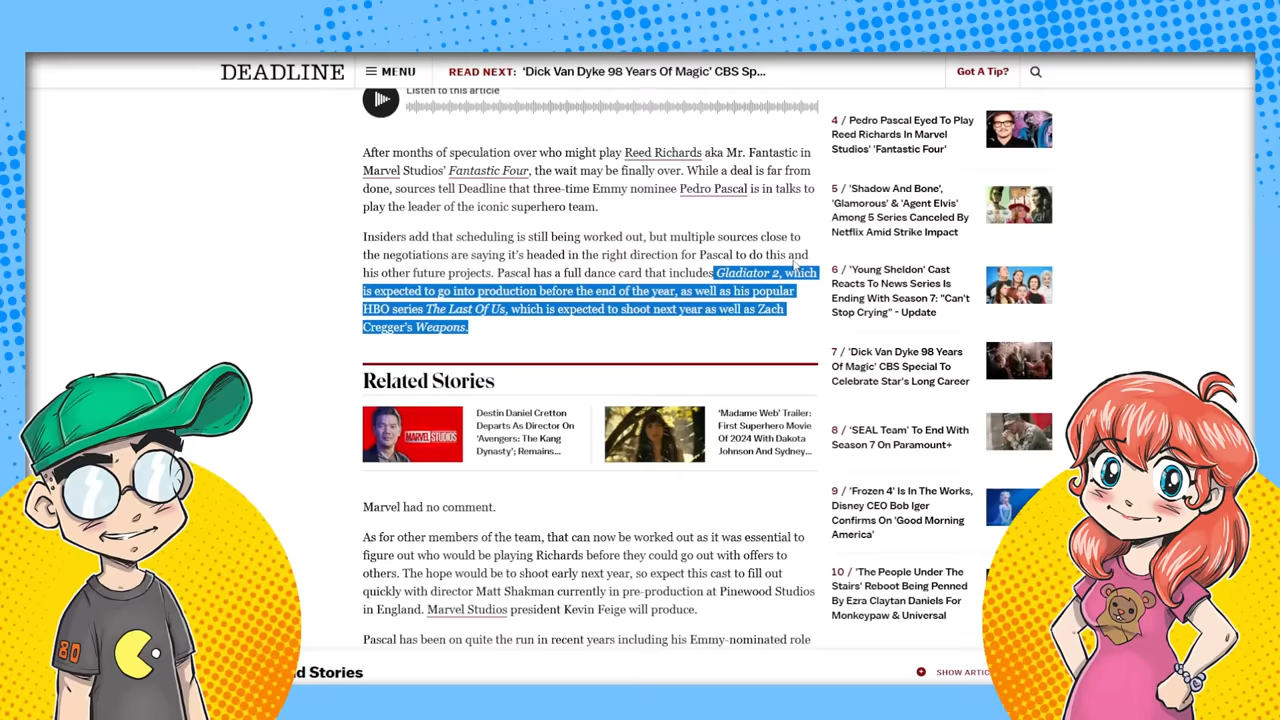 DEADLINE
MENU
READ NEXT: ‘Dick Van Dyke 98 Years Of Magic’ CBS Sp...
Got A Tip?
Listen to this article
After months of speculation over who might play Reed Richards aka Mr. Fantastic in
Marvel Studios’ Fantastic Four, the wait may be finally over. While a deal is far from
done, sources tell Deadline that three-time Emmy nominee Pedro Pascal is in talks to
play the leader of the iconic superhero team.
Insiders add that scheduling is still being worked out, but multiple sources close to
the negotiations are saying it’s headed in the right direction for Pascal to do this and
his other future projects. Pascal has a full dance card that includes Gladiator 2, which
is expected to go into production before the end of the year, as well as his popular
HBO series The Last Of Us, which is expected to shoot next year as well as Zach
Cregger’s Weapons.
Related Stories
MARVEL STUDIOS
Destin Daniel Cretton
Departs As Director On
‘Avengers: The Kang
Dynasty’; Remains...
‘Madame Web’ Trailer:
First Superhero Movie
Of 2024 With Dakota
Johnson And Sydney...
Marvel had no comment.
As for other members of the team, that can now be worked out as it was essential to
figure out who would be playing Richards before they could go out with offers to
others. The hope would be to shoot early next year, so expect this cast to fill out
quickly with director Matt Shakman currently in pre-production at Pinewood Studios
in England. Marvel Studios president Kevin Feige will produce.
Pascal has been on quite the run in recent years including his Emmy-nominated role
4 / Pedro Pascal Eyed To Play
Reed Richards In Marvel
Studios’ ‘Fantastic Four’
5 / ‘Shadow And Bone’,
‘Glamorous’ & ‘Agent Elvis’
Among 5 Series Canceled By
Netflix Amid Strike Impact
6 / ‘Young Sheldon’ Cast
Reacts To News Series Is
Ending With Season 7: "Can’t
Stop Crying" - Update
7 / ‘Dick Van Dyke 98 Years
Of Magic’ CBS Special To
Celebrate Star’s Long Career
8 / ‘SEAL Team’ To End With
Season 7 On Paramount+
9 / ‘Frozen 4’ Is In The Works,
Disney CEO Bob Iger
Confirms On ‘Good Morning
America’
10 / ‘The People Under The
Stairs’ Reboot Being Penned
By Ezra Claytan Daniels For
Monkeypaw & Universal
d Stories
SHOW ARTIC
80